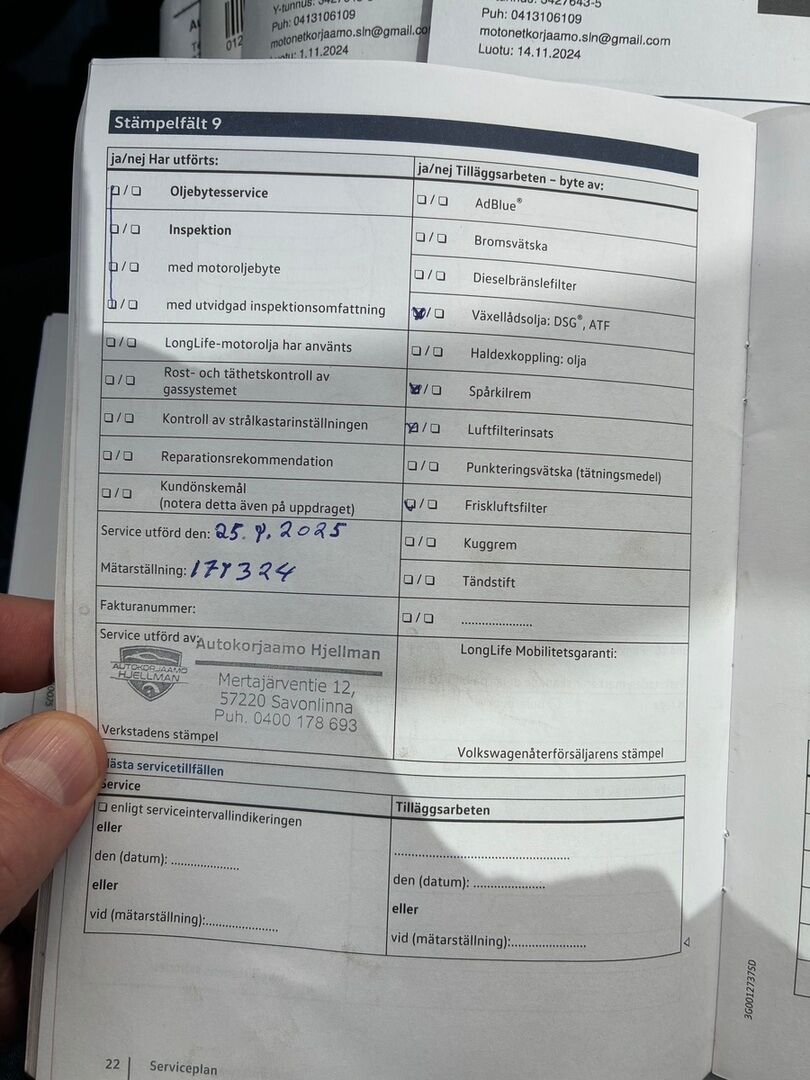 Y-tunnus:
Puh: 0413106109
motonetkorjaamo.sln@gmail.co
Luotu: 1.11.2024
012
Puh: 0413106109
motonetkorjaamo.sln@gmail.com
Luotu: 14.11.2024
Stämpelfält 9
ja/nej Har utförts:
❏ / ❏ Oljebytesservice
❏ / ❏ Inspektion
❏ / ❏ med motoroljebyte
❏ / ❏ med utvidgad inspektionsomfattning
❏ / ❏ LongLife-motorolja har använts
❏ / ❏ Rost- och täthetskontroll av
gassystemet
❏ / ❏ Kontroll av strålkastarinställningen
❏ / ❏ Reparationsrekommendation
❏ / ❏ Kundönskemål
(notera detta även på uppdraget)
Service utförd den: 25. 9. 2025
Mätarställning: 179324
Fakturanummer:
Service utförd av:
Autokorjaamo Hjellman
AUTOKORJAAMO
HJELLMAN
Mertajärventie 12,
57220 Savonlinna
Puh. 0400 178 693
Verkstadens stämpel
ja/nej Tilläggsarbeten – byte av:
❏ / ❏ AdBlue®
❏ / ❏ Bromsvätska
❏ / ❏ Dieselbränslefilter
☒ / ❏ Växellådsolja: DSG®, ATF
❏ / ❏ Haldexkoppling: olja
☒ / ❏ Spårkilrem
☒ / ❏ Luftfilterinsats
❏ / ❏ Punkteringsvätska (tätningsmedel)
☑ / ❏ Friskluftsfilter
❏ / ❏ Kuggrem
❏ / ❏ Tändstift
❏ / ❏ .....................
LongLife Mobilitetsgaranti:
Volkswagenåterförsäljarens stämpel
ästa servicetillfällen
Service
❏ enligt serviceintervallindikeringen
eller
den (datum): ....................
eller
vid (mätarställning):.....................
Tilläggsarbeten
..................................................
den (datum): .....................
eller
vid (mätarställning):.....................
22 Serviceplan
3G0012737SD